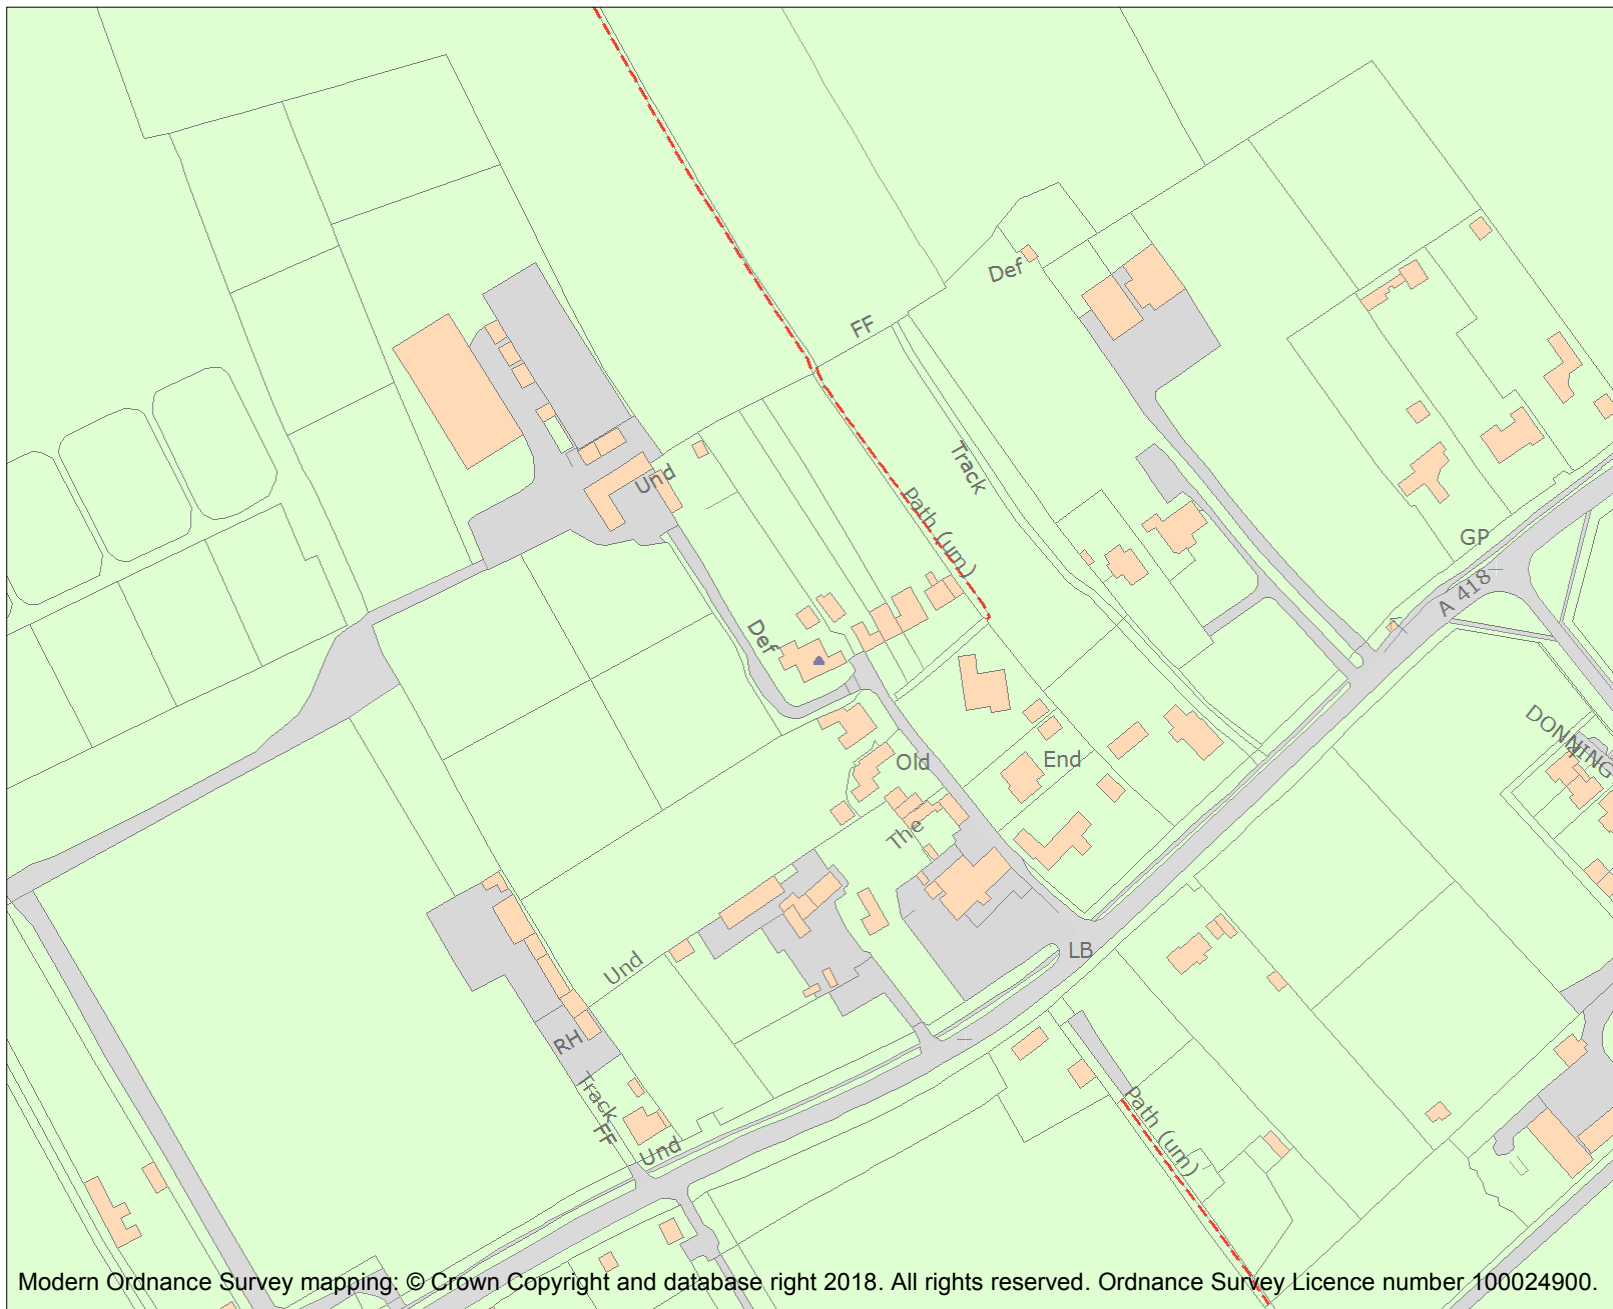 Def
FF
Track
Und
Path (um)
GP
A 418
Def
DONNING
Old
End
The
LB
Und
RH
Track
FF
Und
Path (um)
Modern Ordnance Survey mapping: © Crown Copyright and database right 2018. All rights reserved. Ordnance Survey Licence number 100024900.